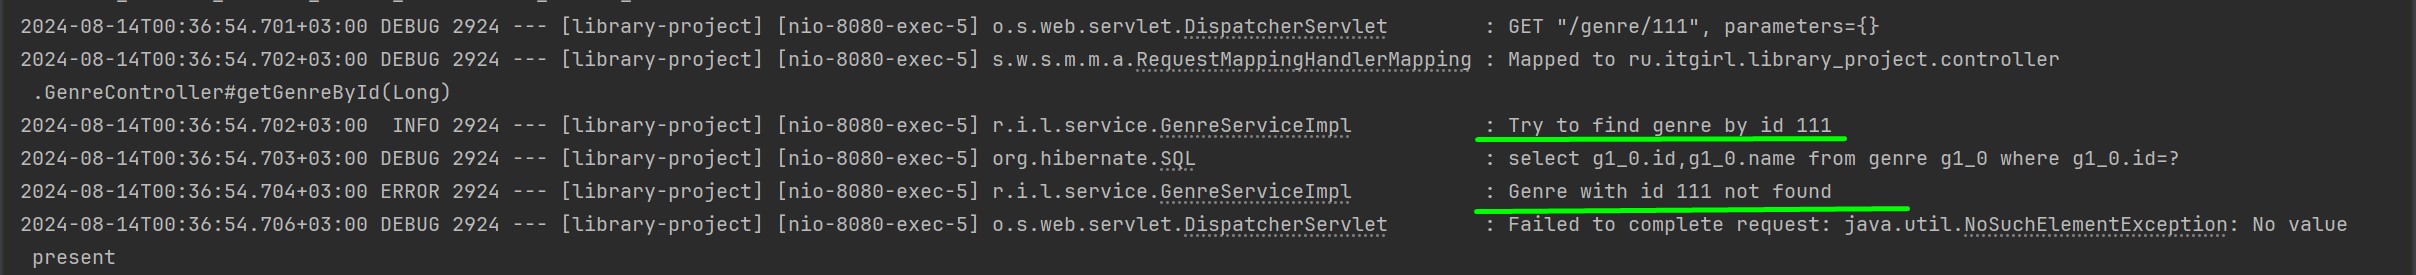 2024-08-14T00:36:54.701+03:00 DEBUG 2924 --- [library-project] [nio-8080-exec-5] o.s.web.servlet.DispatcherServlet : GET "/genre/111", parameters={}
2024-08-14T00:36:54.702+03:00 DEBUG 2924 --- [library-project] [nio-8080-exec-5] s.w.s.m.m.a.RequestMappingHandlerMapping : Mapped to ru.itgirl.library_project.controller
.GenreController#getGenreById(Long)
2024-08-14T00:36:54.702+03:00 INFO 2924 --- [library-project] [nio-8080-exec-5] r.i.l.service.GenreServiceImpl : Try to find genre by id 111
2024-08-14T00:36:54.703+03:00 DEBUG 2924 --- [library-project] [nio-8080-exec-5] org.hibernate.SQL : select g1_0.id,g1_0.name from genre g1_0 where g1_0.id=?
2024-08-14T00:36:54.704+03:00 ERROR 2924 --- [library-project] [nio-8080-exec-5] r.i.l.service.GenreServiceImpl : Genre with id 111 not found
2024-08-14T00:36:54.706+03:00 DEBUG 2924 --- [library-project] [nio-8080-exec-5] o.s.web.servlet.DispatcherServlet : Failed to complete request: java.util.NoSuchElementException: No value
present